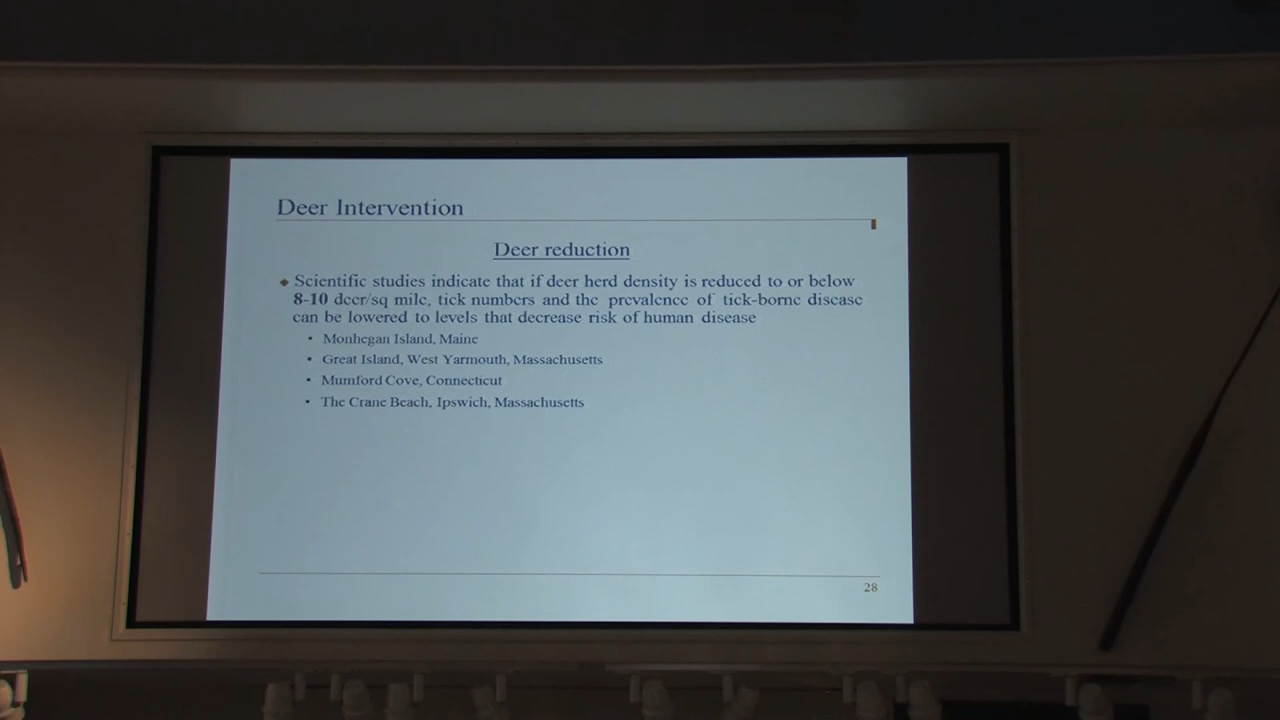 Deer Intervention
Deer reduction
Scientific studies indicate that if deer herd density is reduced to or below
8-10 deer/sq mile, tick numbers and the prevalence of tick-borne disease
can be lowered to levels that decrease risk of human disease
• Monhegan Island, Maine
• Great Island, West Yarmouth, Massachusetts
• Mumford Cove, Connecticut
• The Crane Beach, Ipswich, Massachusetts
28